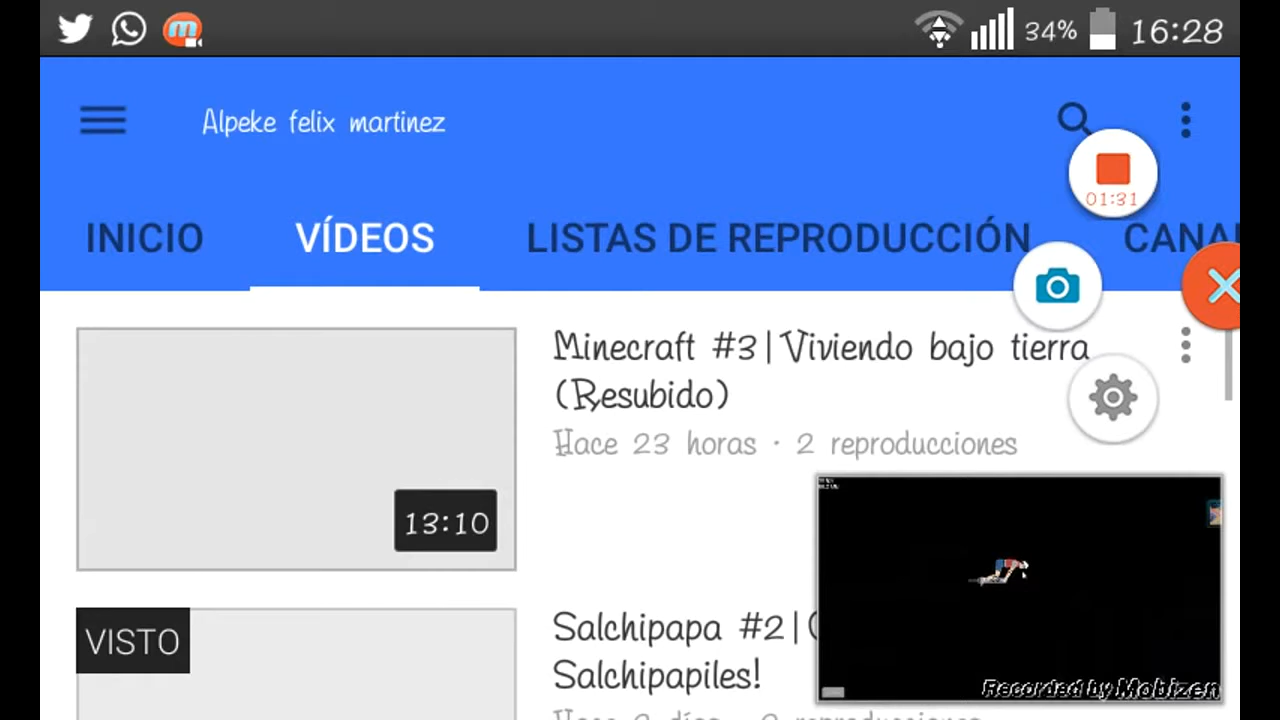 34% 16:28
Alpeke felix martinez
01:31
INICIO VÍDEOS LISTAS DE REPRODUCCIÓN
Minecraft #3|Viviendo bajo tierra
(Resubido)
Hace 23 horas · 2 reproducciones
13:10
VISTO
Salchipapa #2|
Salchipapiles!
Recorded by Mobizen